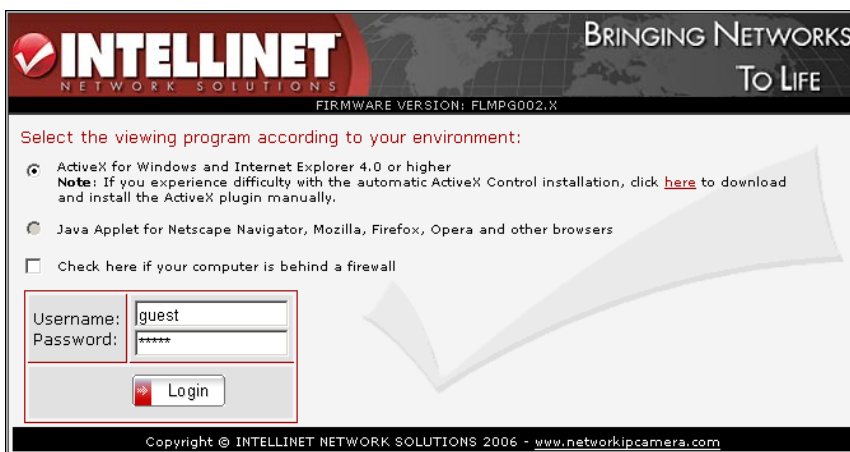 INTELLINET
NETWORK SOLUTIONS
BRINGING NETWORKS
TO LIFE
FIRMWARE VERSION: FLMPG002.X
Select the viewing program according to your environment:
ActiveX for Windows and Internet Explorer 4.0 or higher
Note: If you experience difficulty with the automatic ActiveX Control installation, click here to download
and install the ActiveX plugin manually.
Java Applet for Netscape Navigator, Mozilla, Firefox, Opera and other browsers
Check here if your computer is behind a firewall
Username: guest
Password: *****
Login
Copyright © INTELLINET NETWORK SOLUTIONS 2006 - www.networkipcamera.com